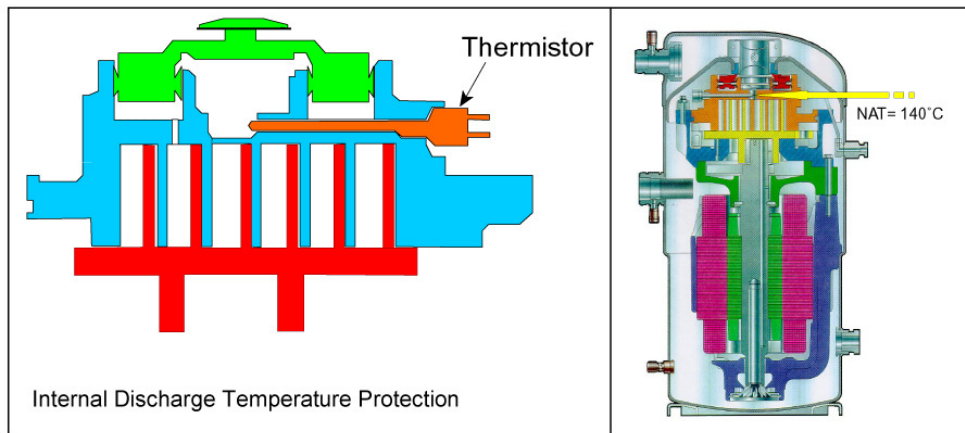 Thermistor
NAT= 140°C
Internal Discharge Temperature Protection